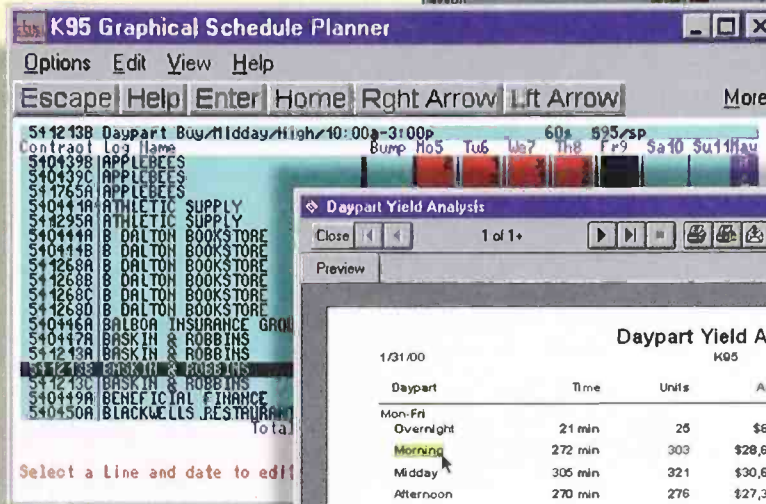 K95 Graphical Schedule Planner
Options Edit View Help
Escape Help Enter Home Rght Arrow Lft Arrow More
541213B Daypart Buy/Midday/High/10:00a-3:00p 60s $95/sp
Contract Log Name Bump Mo5 Tu6 We7 Th8 Fr9 Sa10 Su11May
540439B APPLEBEES
540439C APPLEBEES
541765A APPLEBEES
540441A ATHLETIC SUPPLY
541295A ATHLETIC SUPPLY
540444A B DALTON BOOKSTORE
540444B B DALTON BOOKSTORE
541268A B DALTON BOOKSTORE
541268B B DALTON BOOKSTORE
541268C B DALTON BOOKSTORE
541268D B DALTON BOOKSTORE
540446A BALBOA INSURANCE GROU
540447A BASKIN & ROBBINS
541213A BASKIN & ROBBINS
541213B BASKIN & ROBBINS
541213C BASKIN & ROBBINS
540449A BENEFICIAL FINANCE
540450A BLACKWELLS RESTAURANT
Tota
Select a Line and date to edit
Daypart Yield Analysis
Close 1 of 1+
Preview
Daypart Yield A
1/31/00 K95
Daypart Time Units A
Mon-Fri
Overnight 21 min 25 $6
Morning 272 min 303 $28,6
Midday 305 min 321 $30,6
Afternoon 270 min 276 $27,3